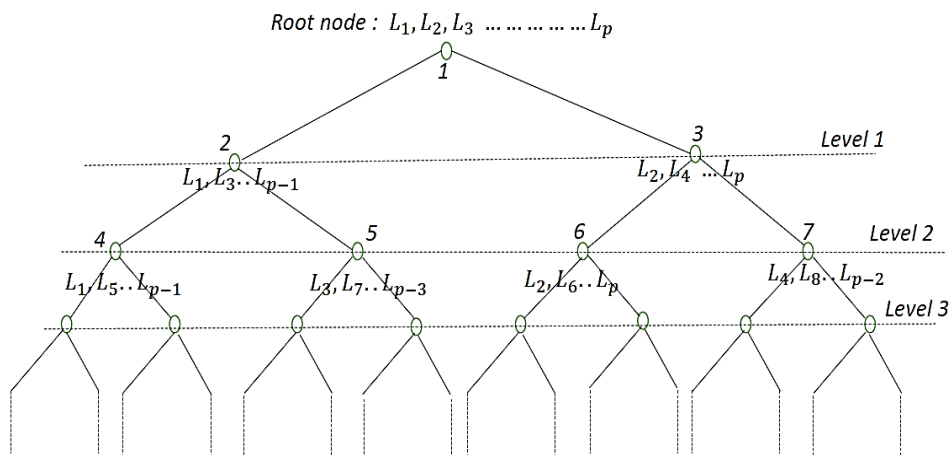 Root node : L₁, L₂, L₃ ... ... ... ... ... Lₚ
1
2
3
Level 1
L₁, L₃.. Lₚ₋₁
L₂, L₄ ... Lₚ
4
5
6
7
Level 2
L₁, L₅.. Lₚ₋₁
L₃, L₇.. Lₚ₋₃
L₂, L₆.. Lₚ
L₄, L₈.. Lₚ₋₂
Level 3